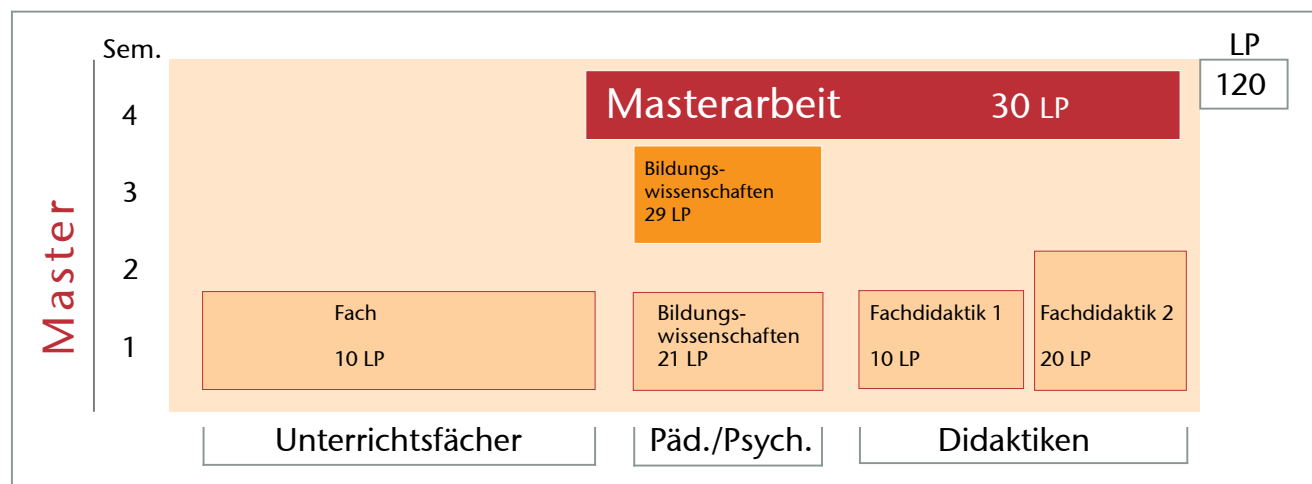 Sem.
LP
120
4
Masterarbeit 30 LP
3
Bildungs-
wissenschaften
29 LP
Master
2
1
Fach
10 LP
Bildungs-
wissenschaften
21 LP
Fachdidaktik 1
10 LP
Fachdidaktik 2
20 LP
Unterrichtsfächer
Päd./Psych.
Didaktiken